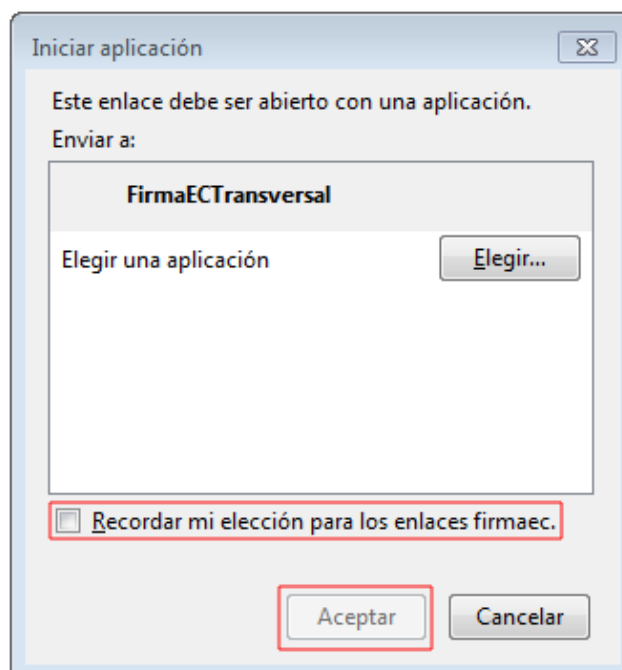 Iniciar aplicación
Este enlace debe ser abierto con una aplicación.
Enviar a:
FirmaECTransversal
Elegir una aplicación
Elegir...
Recordar mi elección para los enlaces firmaec.
Aceptar
Cancelar